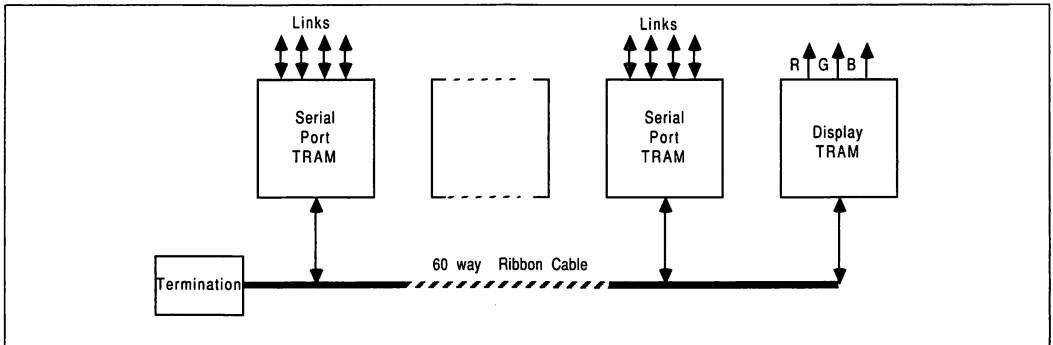 Links
Links
R G B
Serial
Port
TRAM
Serial
Port
TRAM
Display
TRAM
60 way Ribbon Cable
Termination